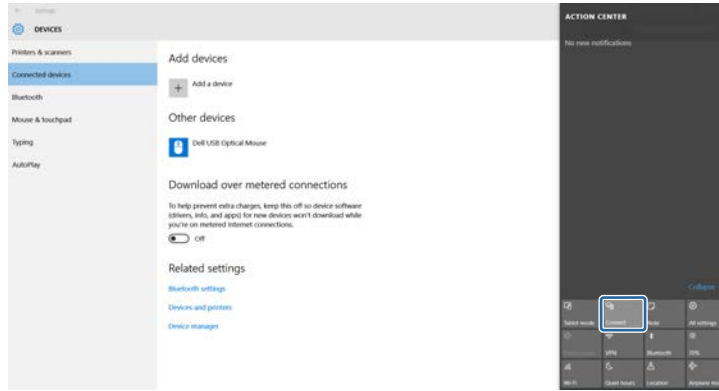 Settings
DEVICES
Printers & scanners
Connected devices
Bluetooth
Mouse & touchpad
Typing
AutoPlay
Add devices
Add a device
Other devices
Dell USB Optical Mouse
Download over metered connections
To help prevent extra charges, keep this off so device software
(drivers, info, and apps) for new devices won't download while
you're on metered Internet connections.
Off
Related settings
Bluetooth settings
Devices and printers
Device manager
ACTION CENTER
No new notifications
Collapse
Tablet mode
Connect
Note
All settings
VPN
Bluetooth
70%
Wi-Fi
Quiet hours
Location
Airplane mo